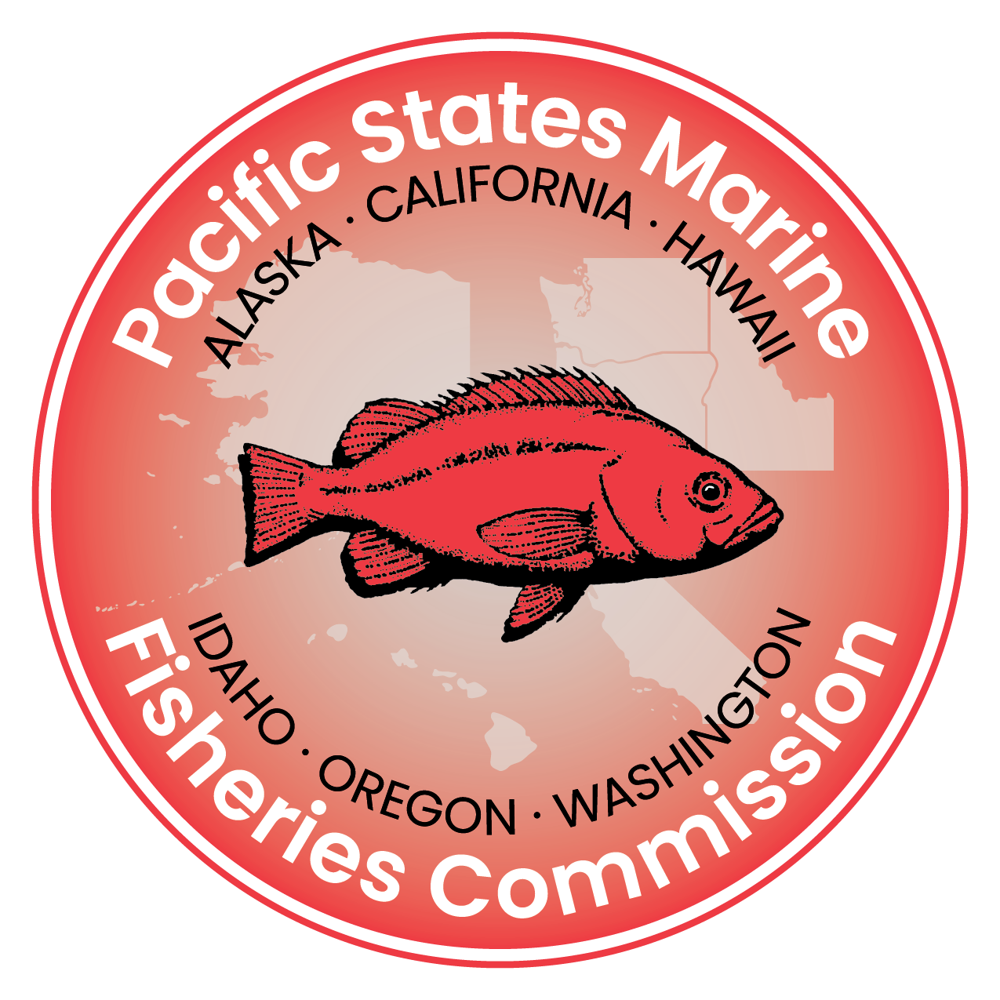 Pacific States Marine
ALASKA · CALIFORNIA · HAWAII
IDAHO · OREGON · WASHINGTON
Fisheries Commission